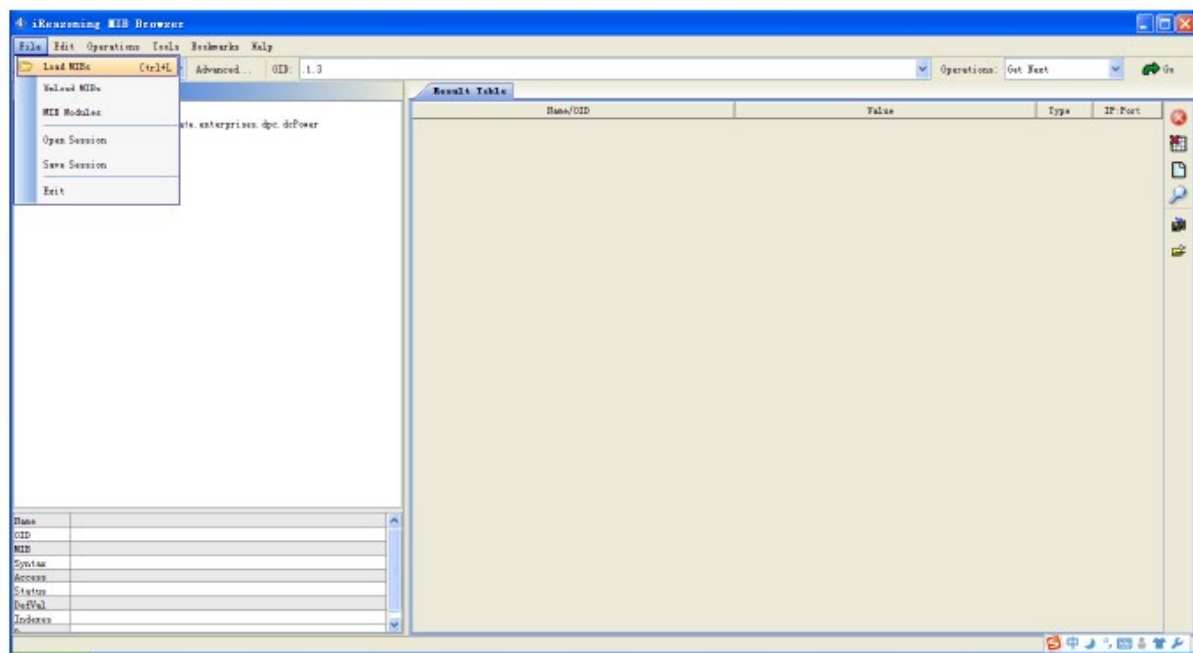 iReasoning MIB Browser
File Edit Operations Tools Bookmarks Help
Load MIBs Ctrl+L
Advanced... OID: .1.3 Operations: Get Next Go
UnLoad MIBs
MIB Modules
Open Session
Save Session
Exit
ate.enterprises.dpc.dcPower
Result Table
Name/OID Value Type IP:Port
Name
OID
MIB
Syntax
Access
Status
DefVal
Indexes
中